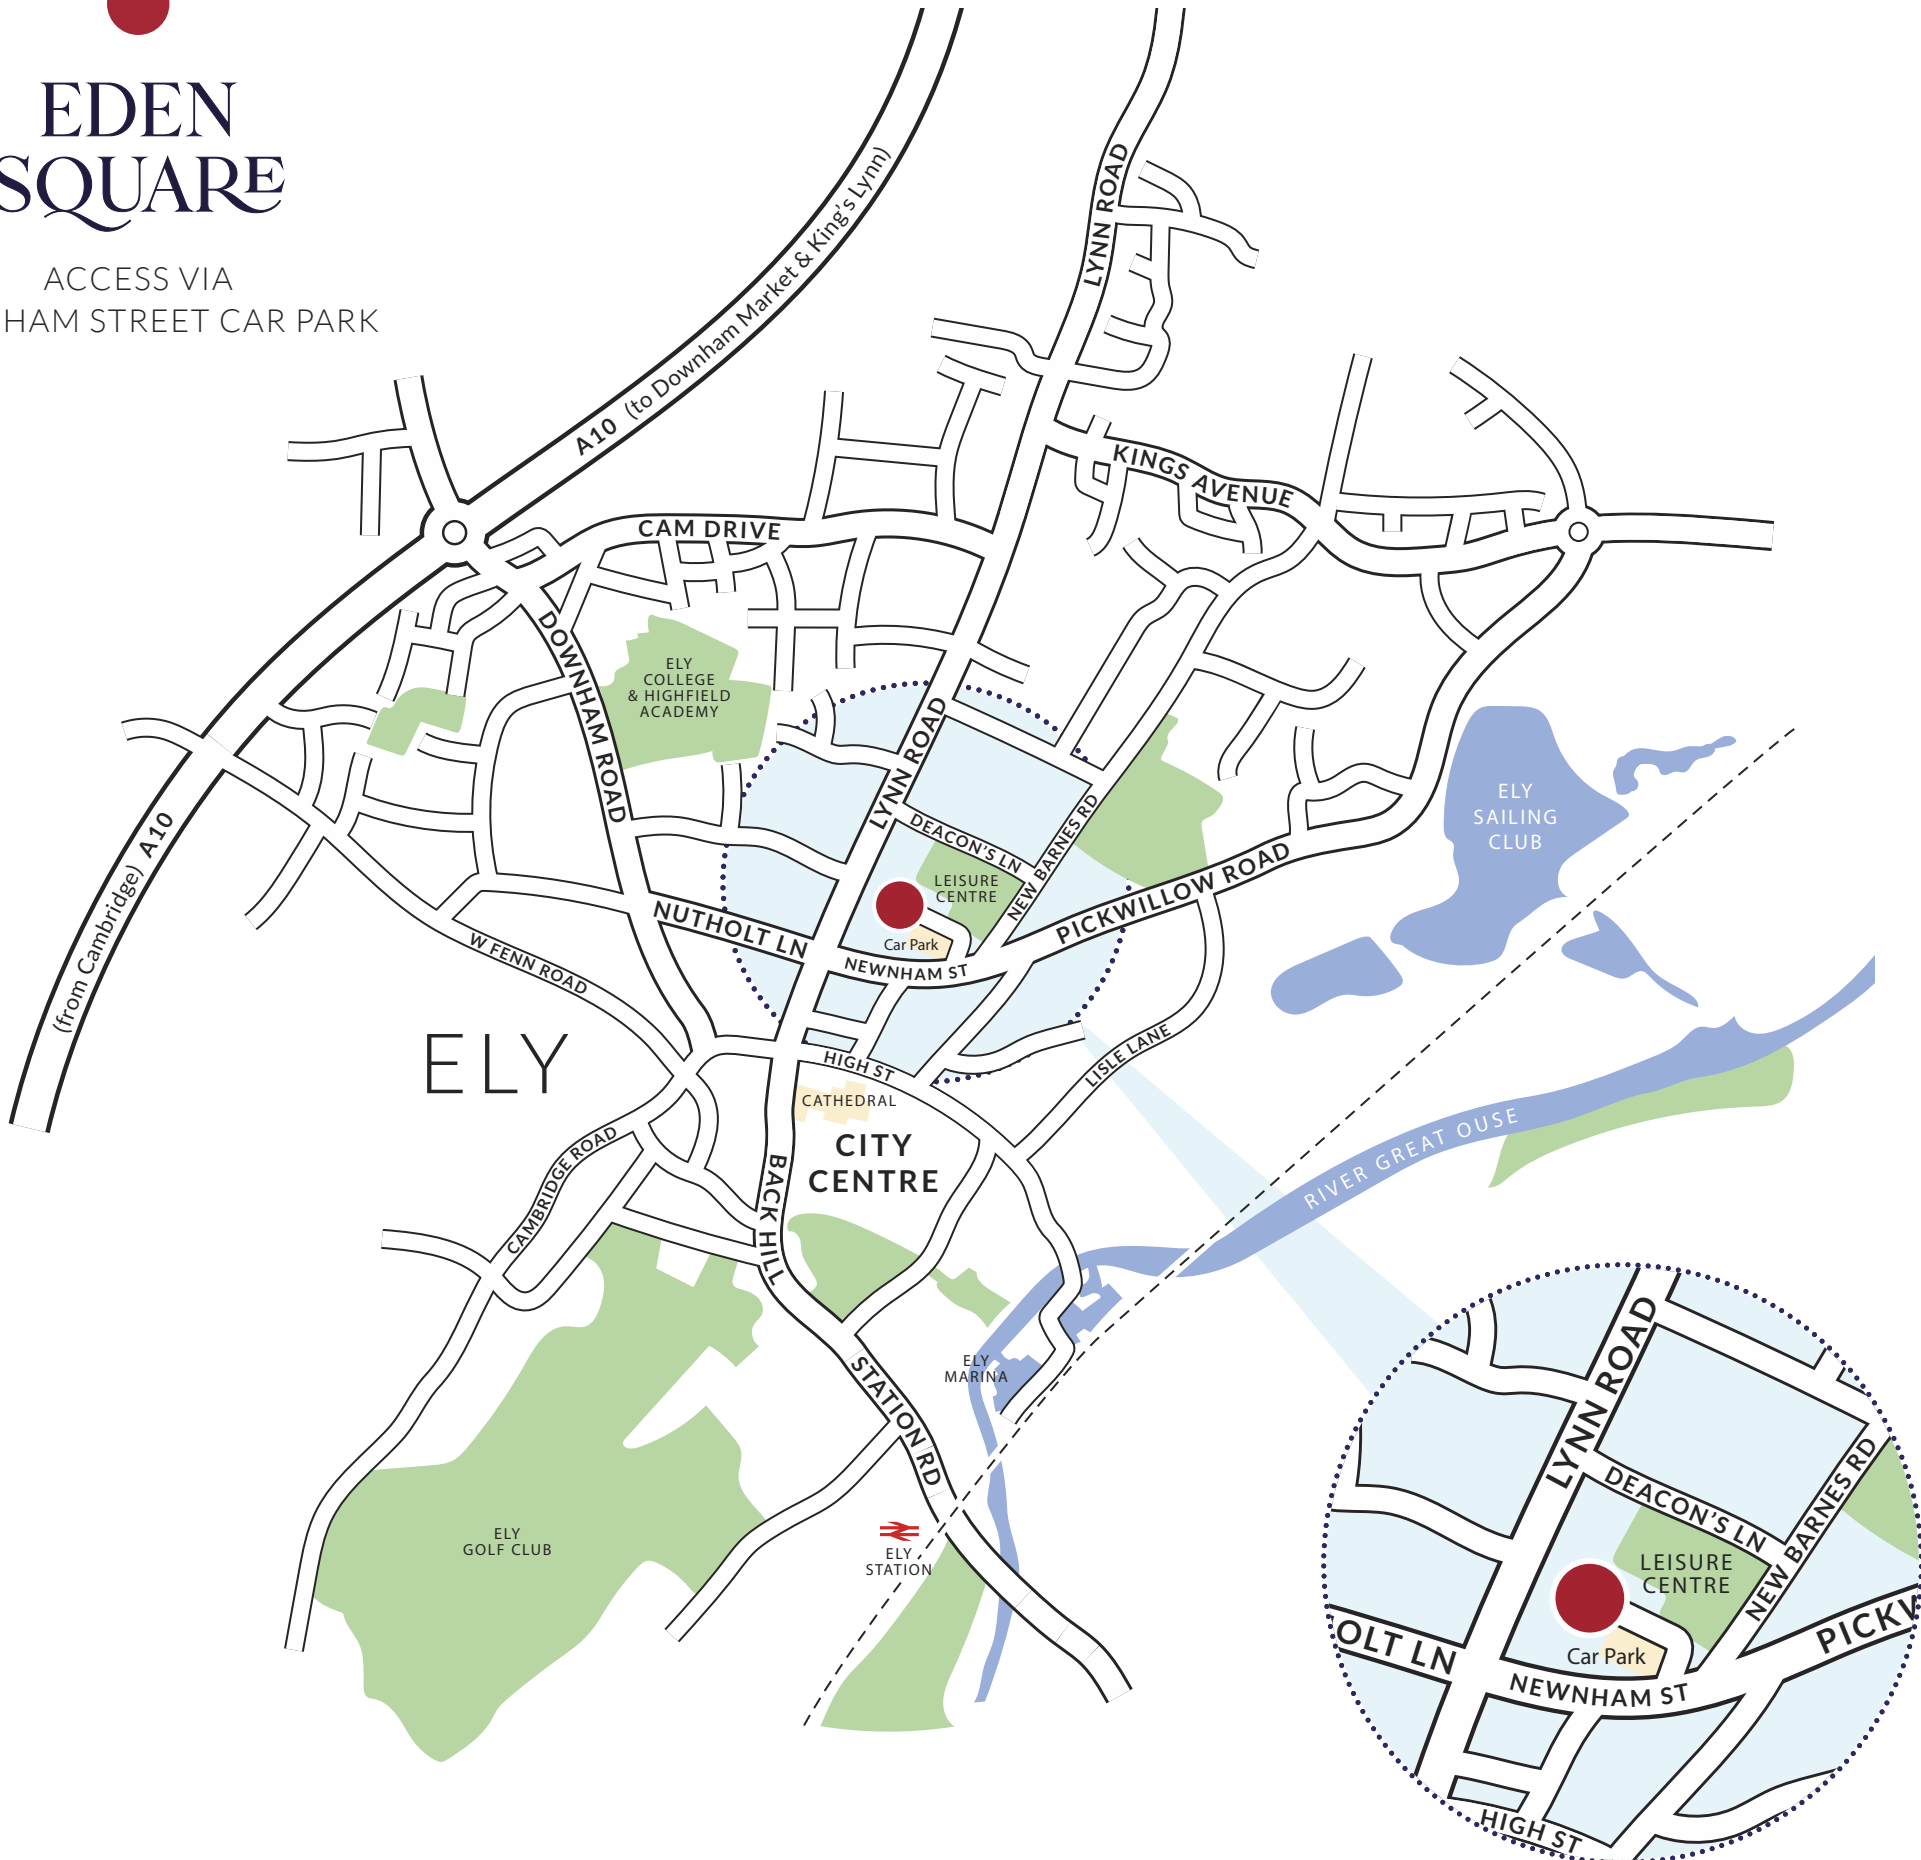 EDEN
SQUARE
ACCESS VIA
HAM STREET CAR PARK
A10 (to Downham Market & King's Lynn)
LYNN ROAD
KINGS AVENUE
CAM DRIVE
DOWNHAM ROAD
ELY
COLLEGE
& HIGHFIELD
ACADEMY
LYNN ROAD
DEACON'S LN
NEW BARNES RD
LEISURE
CENTRE
PICKWILLOW ROAD
ELY
SAILING
CLUB
(from Cambridge) A10
NUTHOLT LN
Car Park
NEWNHAM ST
W FENN ROAD
ELY
HIGH ST
LISLE LANE
CATHEDRAL
CITY
CENTRE
CAMBRIDGE ROAD
BACK HILL
RIVER GREAT OUSE
ELY
MARINA
STATION RD
ELY
GOLF CLUB
ELY
STATION
LYNN ROAD
DEACON'S LN
NEW BARNES RD
LEISURE
CENTRE
OLT LN
Car Park
PICKV
NEWNHAM ST
HIGH ST